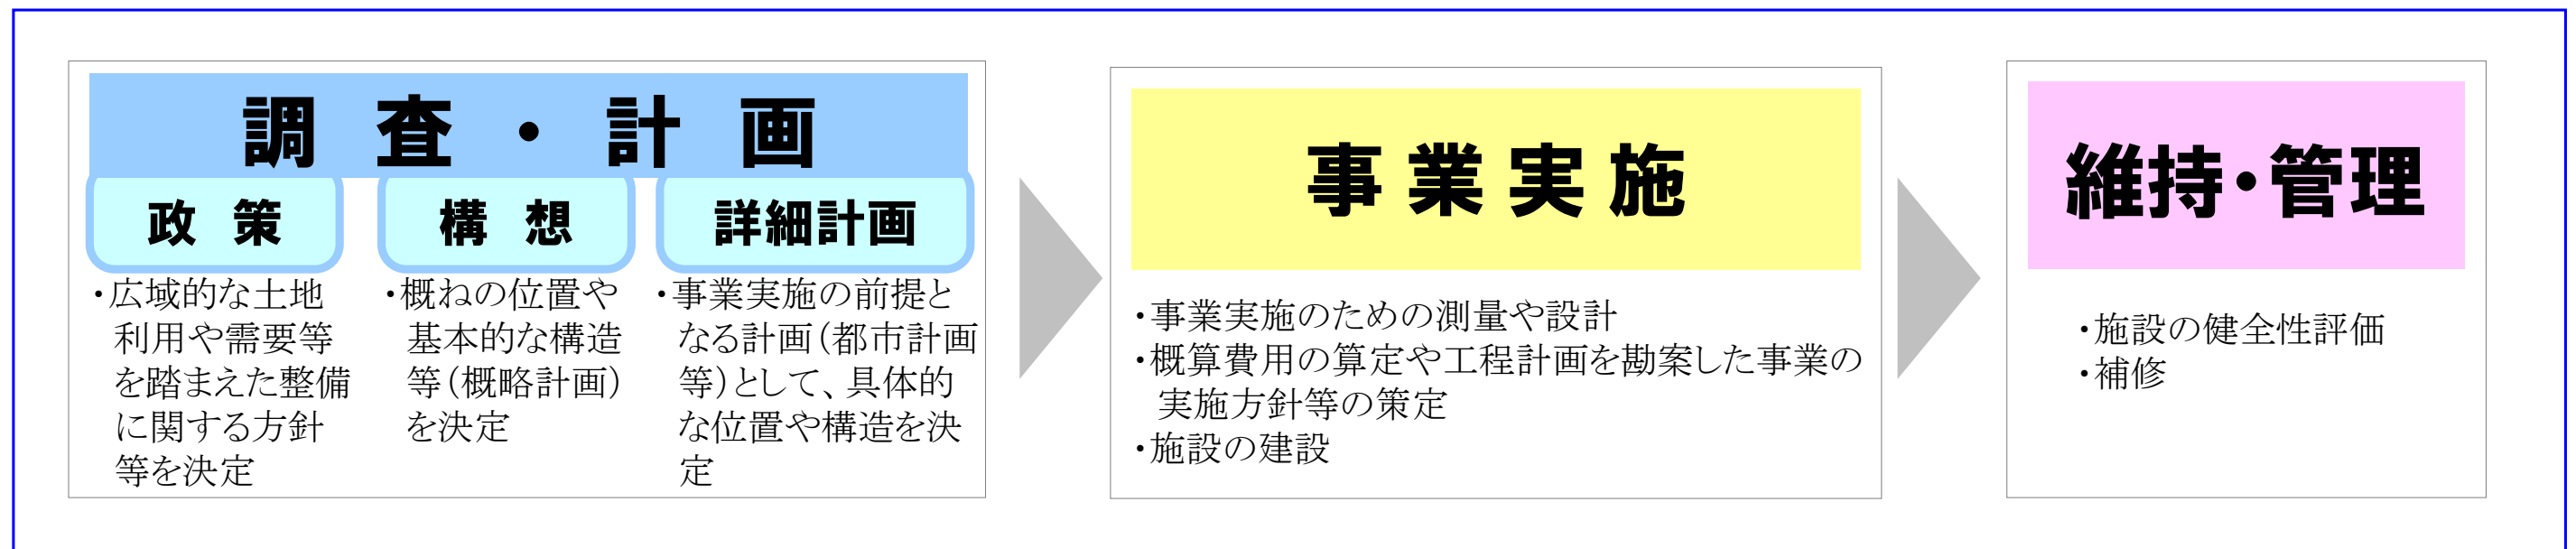 調査・計画
政策
・広域的な土地
利用や需要等
を踏まえた整備
に関する方針
等を決定
構想
・概ねの位置や
基本的な構造
等（概略計画）
を決定
詳細計画
・事業実施の前提と
なる計画（都市計画
等）として、具体的
な位置や構造を決
定
事業実施
・事業実施のための測量や設計
・概算費用の算定や工程計画を勘案した事業の
実施方針等の策定
・施設の建設
維持・管理
・施設の健全性評価
・補修